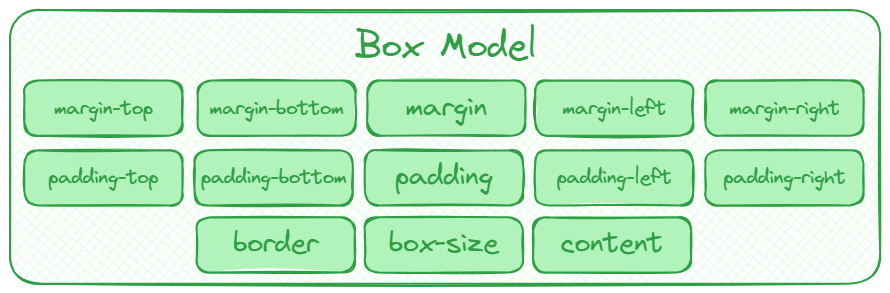 Box Model
margin-top margin-bottom margin margin-left margin-right
padding-top padding-bottom padding padding-left padding-right
border box-size content